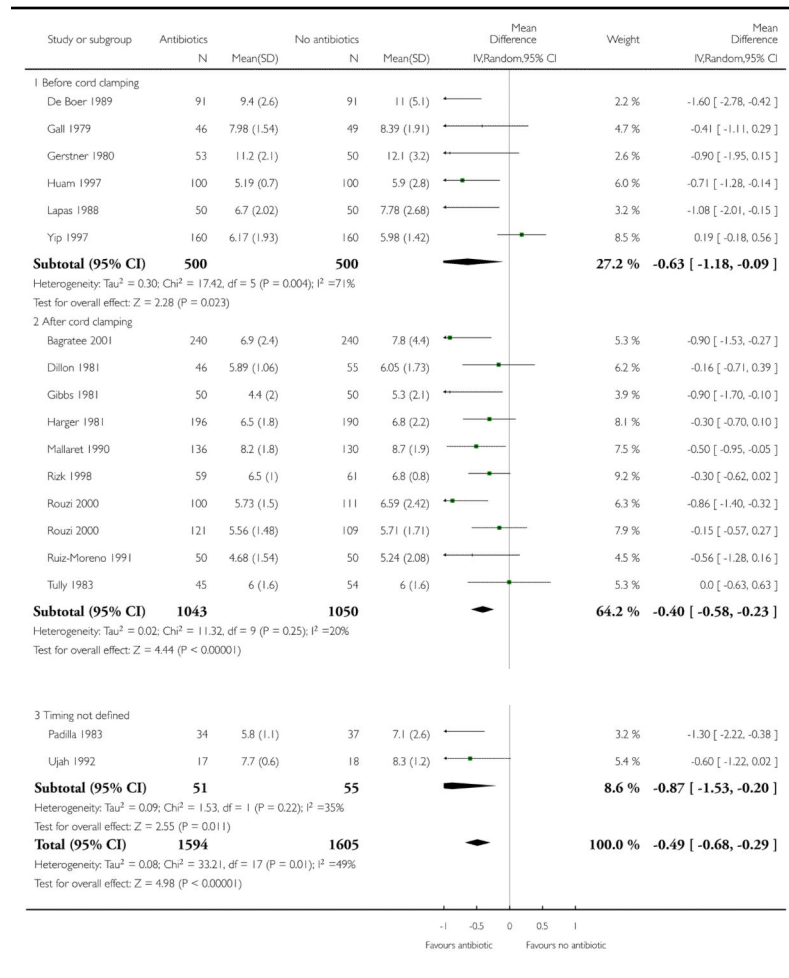 Study or subgroup Antibiotics No antibiotics Mean Difference Weight Mean Difference
N Mean(SD) N Mean(SD) IV,Random,95% CI IV,Random,95% CI
1 Before cord clamping
De Boer 1989 91 9.4 (2.6) 91 11 (5.1) 2.2 % -1.60 [ -2.78, -0.42 ]
Gall 1979 46 7.98 (1.54) 49 8.39 (1.91) 4.7 % -0.41 [ -1.11, 0.29 ]
Gerstner 1980 53 11.2 (2.1) 50 12.1 (3.2) 2.6 % -0.90 [ -1.95, 0.15 ]
Huam 1997 100 5.19 (0.7) 100 5.9 (2.8) 6.0 % -0.71 [ -1.28, -0.14 ]
Lapas 1988 50 6.7 (2.02) 50 7.78 (2.68) 3.2 % -1.08 [ -2.01, -0.15 ]
Yip 1997 160 6.17 (1.93) 160 5.98 (1.42) 8.5 % 0.19 [ -0.18, 0.56 ]
Subtotal (95% CI) 500 500 27.2 % -0.63 [ -1.18, -0.09 ]
Heterogeneity: Tau² = 0.30; Chi² = 17.42, df = 5 (P = 0.004); I² =71%
Test for overall effect: Z = 2.28 (P = 0.023)
2 After cord clamping
Bagratee 2001 240 6.9 (2.4) 240 7.8 (4.4) 5.3 % -0.90 [ -1.53, -0.27 ]
Dillon 1981 46 5.89 (1.06) 55 6.05 (1.73) 6.2 % -0.16 [ -0.71, 0.39 ]
Gibbs 1981 50 4.4 (2) 50 5.3 (2.1) 3.9 % -0.90 [ -1.70, -0.10 ]
Harger 1981 196 6.5 (1.8) 190 6.8 (2.2) 8.1 % -0.30 [ -0.70, 0.10 ]
Mallaret 1990 136 8.2 (1.8) 130 8.7 (1.9) 7.5 % -0.50 [ -0.95, -0.05 ]
Rizk 1998 59 6.5 (1) 61 6.8 (0.8) 9.2 % -0.30 [ -0.62, 0.02 ]
Rouzi 2000 100 5.73 (1.5) 111 6.59 (2.42) 6.3 % -0.86 [ -1.40, -0.32 ]
Rouzi 2000 121 5.56 (1.48) 109 5.71 (1.71) 7.9 % -0.15 [ -0.57, 0.27 ]
Ruiz-Moreno 1991 50 4.68 (1.54) 50 5.24 (2.08) 4.5 % -0.56 [ -1.28, 0.16 ]
Tully 1983 45 6 (1.6) 54 6 (1.6) 5.3 % 0.0 [ -0.63, 0.63 ]
Subtotal (95% CI) 1043 1050 64.2 % -0.40 [ -0.58, -0.23 ]
Heterogeneity: Tau² = 0.02; Chi² = 11.32, df = 9 (P = 0.25); I² =20%
Test for overall effect: Z = 4.44 (P < 0.00001)
3 Timing not defined
Padilla 1983 34 5.8 (1.1) 37 7.1 (2.6) 3.2 % -1.30 [ -2.22, -0.38 ]
Ujah 1992 17 7.7 (0.6) 18 8.3 (1.2) 5.4 % -0.60 [ -1.22, 0.02 ]
Subtotal (95% CI) 51 55 8.6 % -0.87 [ -1.53, -0.20 ]
Heterogeneity: Tau² = 0.09; Chi² = 1.53, df = 1 (P = 0.22); I² =35%
Test for overall effect: Z = 2.55 (P = 0.011)
Total (95% CI) 1594 1605 100.0 % -0.49 [ -0.68, -0.29 ]
Heterogeneity: Tau² = 0.08; Chi² = 33.21, df = 17 (P = 0.01); I² =49%
Test for overall effect: Z = 4.98 (P < 0.00001)
-1 -0.5 0 0.5 1
Favours antibiotic Favours no antibiotic